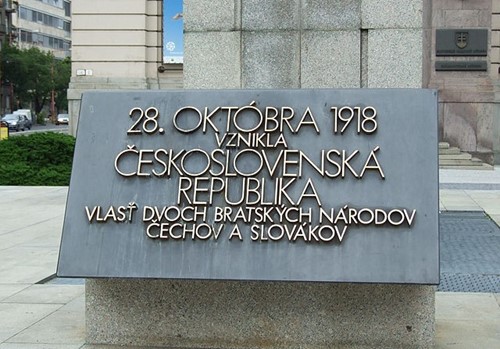 28. OKTÓBRA 1918
VZNIKLA
ČESKOSLOVENSKÁ
REPUBLIKA
VLASŤ DVOCH BRATSKÝCH NÁRODOV
ČECHOV A SLOVÁKOV